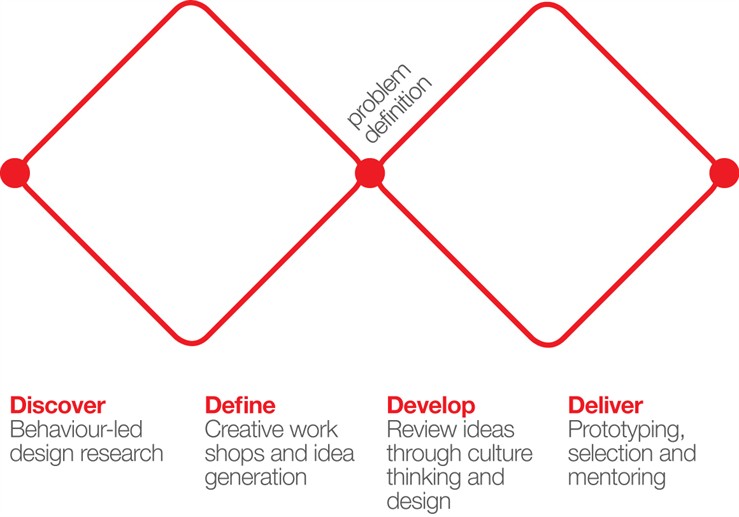 problem
definition
Discover
Behaviour-led
design research
Define
Creative work
shops and idea
generation
Develop
Review ideas
through culture
thinking and
design
Deliver
Prototyping,
selection and
mentoring